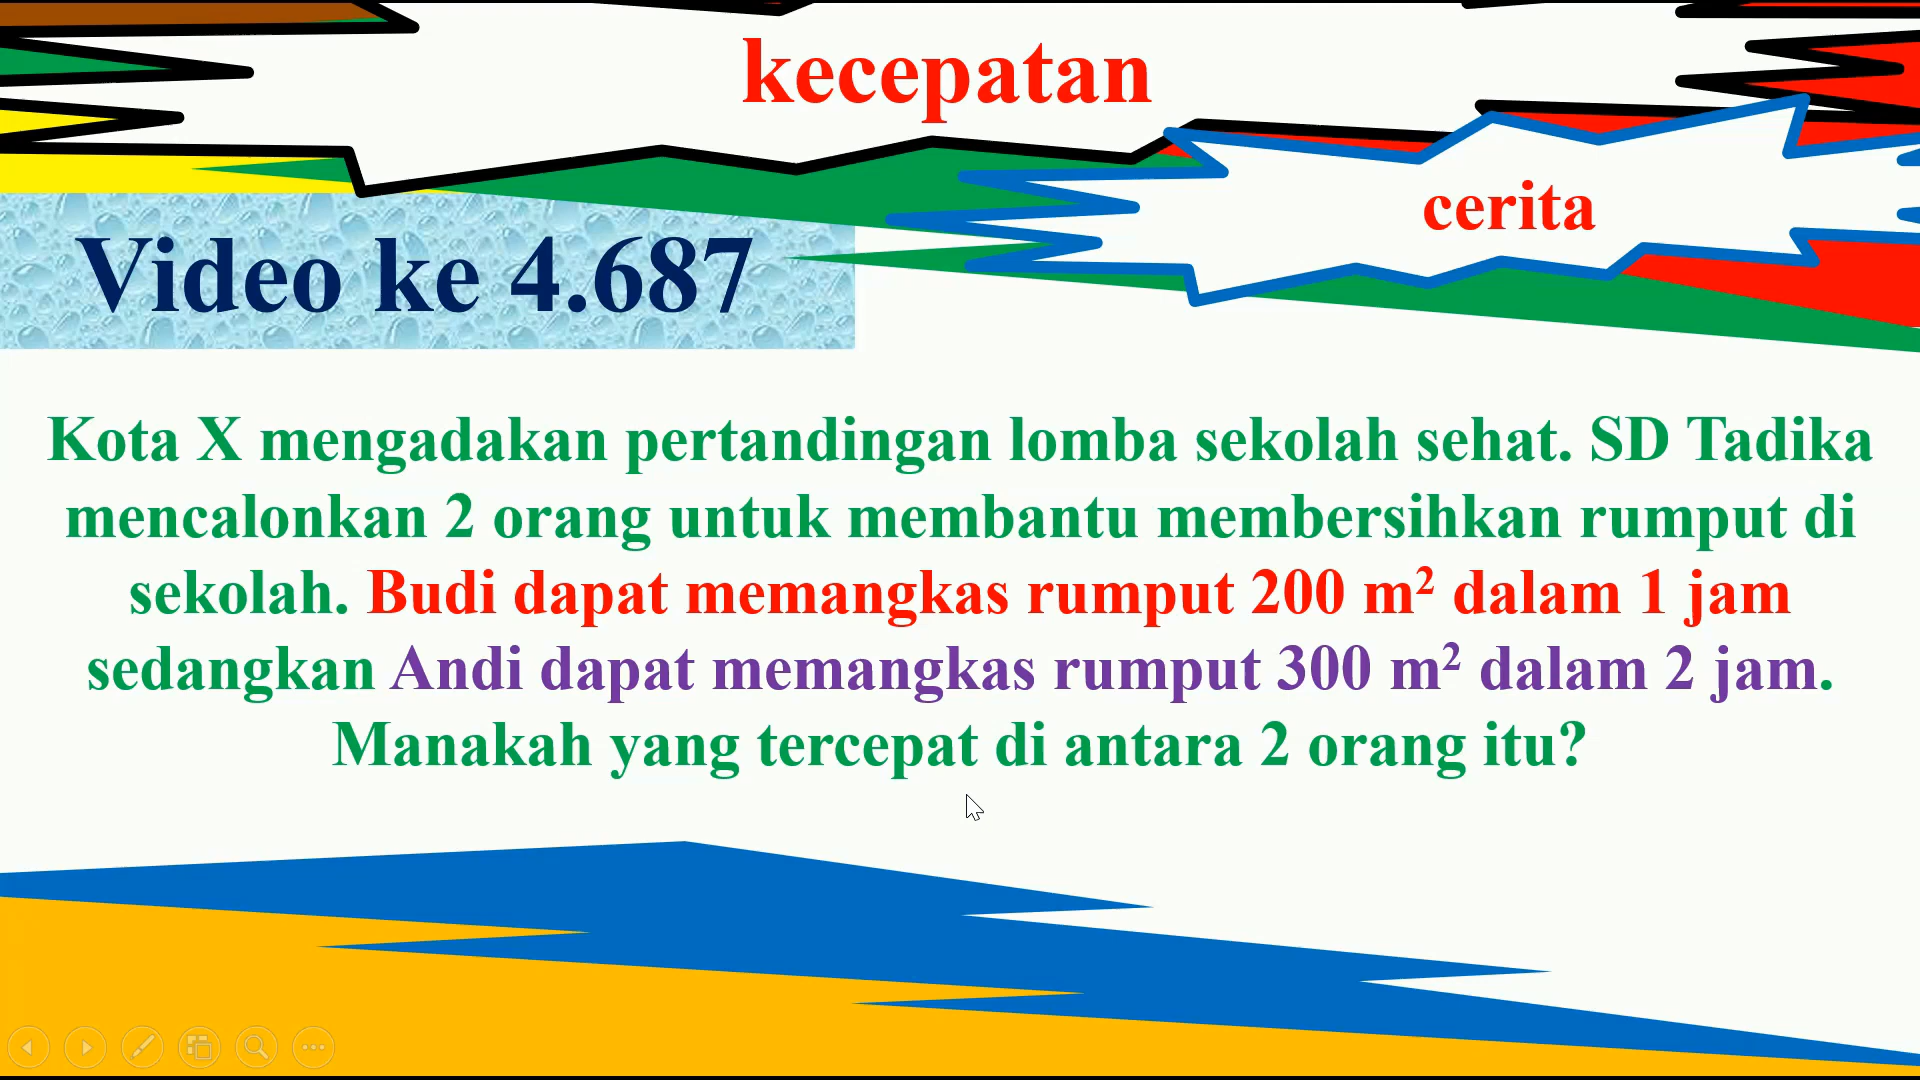 kecepatan
cerita
Video ke 4.687
Kota X mengadakan pertandingan lomba sekolah sehat. SD Tadika
mencalonkan 2 orang untuk membantu membersihkan rumput di
sekolah. Budi dapat memangkas rumput 200 m² dalam 1 jam
sedangkan Andi dapat memangkas rumput 300 m² dalam 2 jam.
Manakah yang tercepat di antara 2 orang itu?